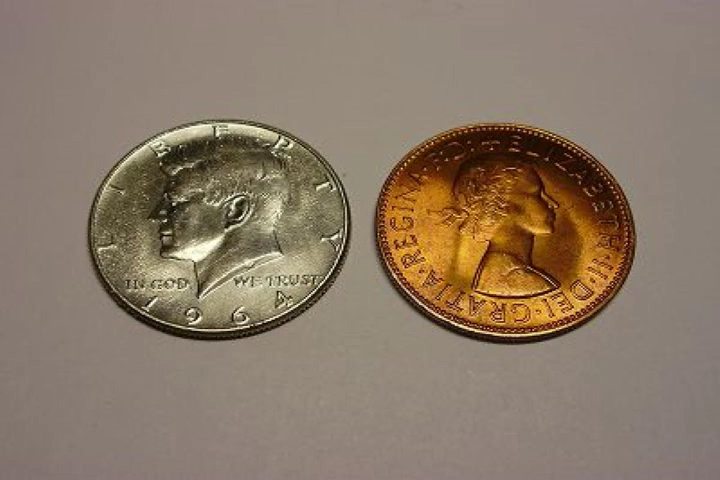 LIBERTY
IN GOD WE TRUST
1964
ELIZABETH·II·DEI·GRATIA·REGINA·F:D: